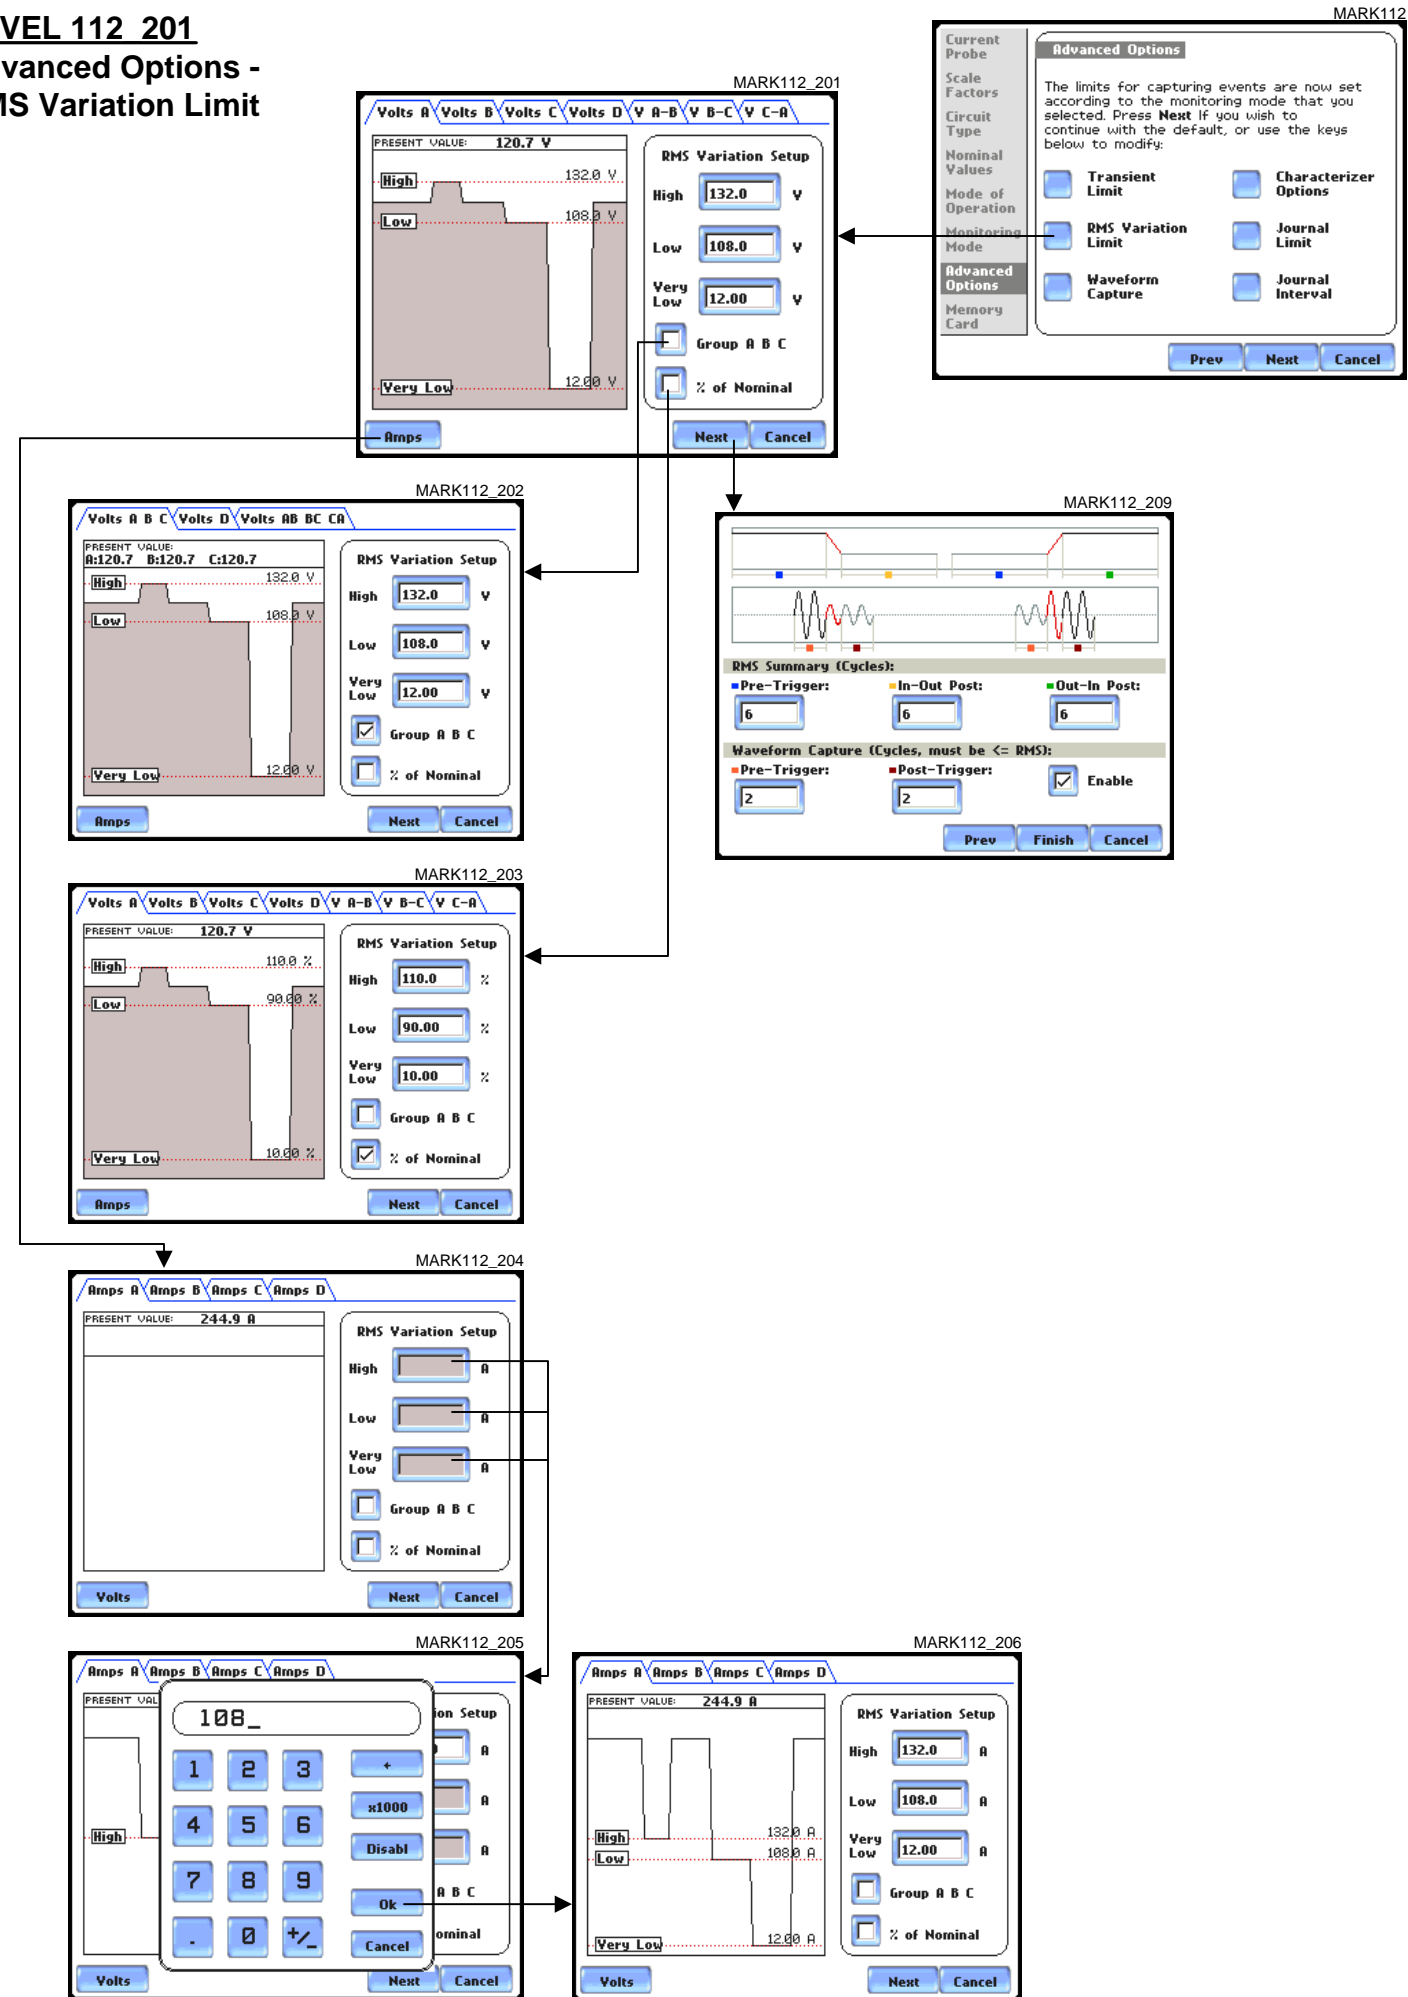 VEL 112_201
vanced Options -
MS Variation Limit
MARK112
Current
Probe
Scale
Factors
Circuit
Type
Nominal
Values
Mode of
Operation
Monitoring
Mode
Advanced
Options
Memory
Card
Advanced Options
The limits for capturing events are now set
according to the monitoring mode that you
selected. Press Next If you wish to
continue with the default, or use the keys
below to modify:
Transient
Limit
Characterizer
Options
RMS Variation
Limit
Journal
Limit
Waveform
Capture
Journal
Interval
Prev Next Cancel
MARK112_201
Volts A Volts B Volts C Volts D V A-B V B-C V C-A
PRESENT VALUE: 120.7 V
High 132.0 V
Low 108.0 V
Very Low 12.00 V
RMS Variation Setup
High 132.0 V
Low 108.0 V
Very
Low 12.00 V
Group A B C
% of Nominal
Amps Next Cancel
MARK112_202
Volts A B C Volts D Volts AB BC CA
PRESENT VALUE:
A:120.7 B:120.7 C:120.7
High 132.0 V
Low 108.0 V
Very Low 12.00 V
RMS Variation Setup
High 132.0 V
Low 108.0 V
Very
Low 12.00 V
Group A B C
% of Nominal
Amps Next Cancel
MARK112_209
RMS Summary (Cycles):
Pre-Trigger: In-Out Post: Out-In Post:
6 6 6
Waveform Capture (Cycles, must be <= RMS):
Pre-Trigger: Post-Trigger:
2 2 Enable
Prev Finish Cancel
MARK112_203
Volts A Volts B Volts C Volts D V A-B V B-C V C-A
PRESENT VALUE: 120.7 V
High 110.0 %
Low 90.00 %
Very Low 10.00 %
RMS Variation Setup
High 110.0 %
Low 90.00 %
Very
Low 10.00 %
Group A B C
% of Nominal
Amps Next Cancel
MARK112_204
Amps A Amps B Amps C Amps D
PRESENT VALUE: 244.9 A
RMS Variation Setup
High A
Low A
Very
Low A
Group A B C
% of Nominal
Volts Next Cancel
MARK112_205
Amps A Amps B Amps C Amps D
PRESENT VAL
High
ion Setup
A
A
A
A B C
ominal
108_
1 2 3 ←
4 5 6 x1000
Disabl
7 8 9 Ok
. 0 +/- Cancel
Volts Next Cancel
MARK112_206
Amps A Amps B Amps C Amps D
PRESENT VALUE: 244.9 A
High 132.0 A
Low 108.0 A
Very Low 12.00 A
RMS Variation Setup
High 132.0 A
Low 108.0 A
Very
Low 12.00 A
Group A B C
% of Nominal
Volts Next Cancel